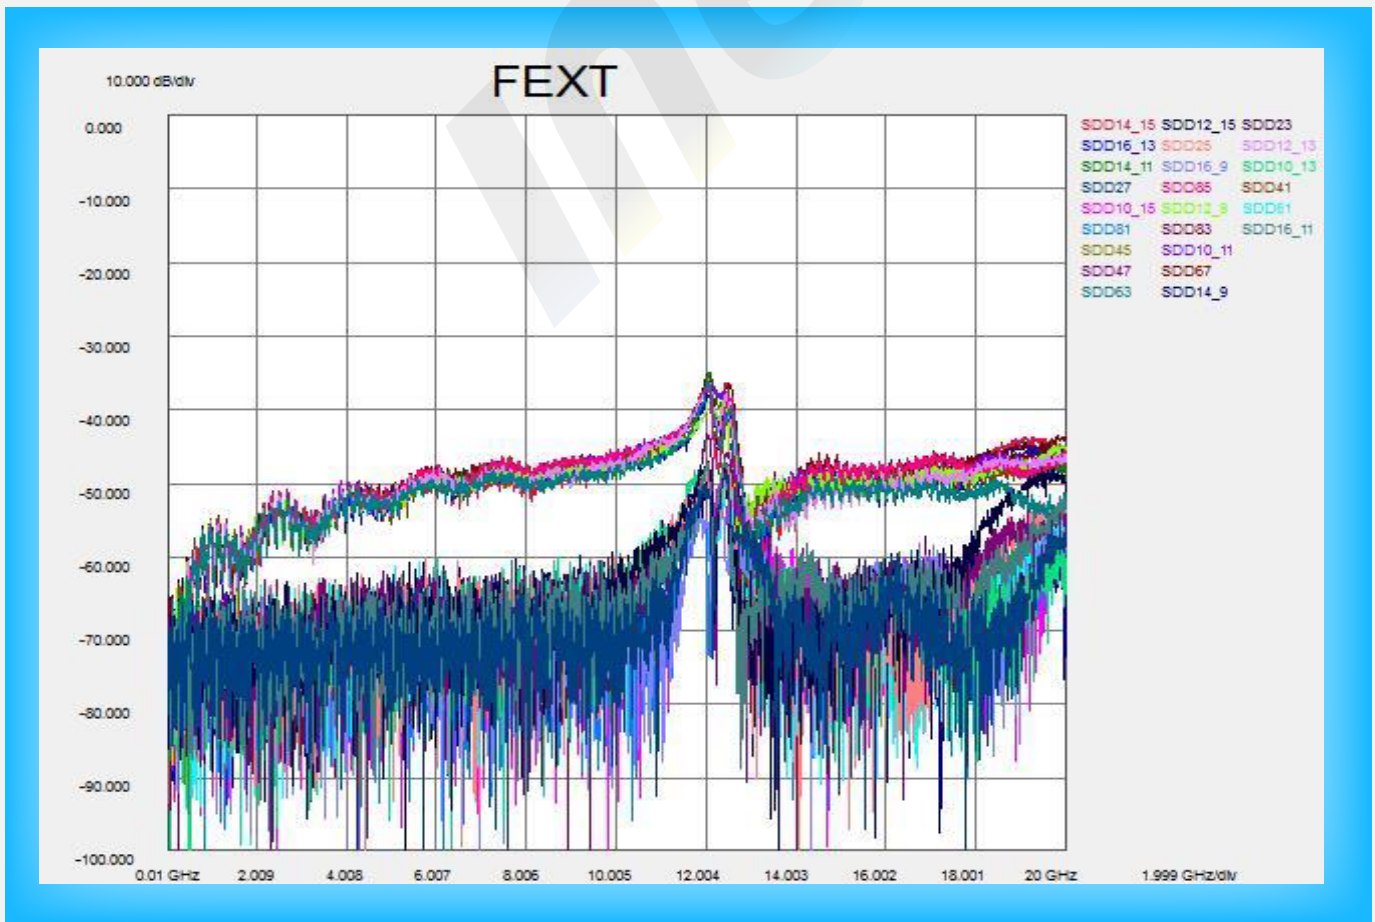 10.000 dB/div
FEXT
0.000
-10.000
-20.000
-30.000
-40.000
-50.000
-60.000
-70.000
-80.000
-90.000
-100.000
0.01 GHz 2.009 4.008 6.007 8.006 10.005 12.004 14.003 16.002 18.001 20 GHz 1.999 GHz/div
SDD14_15 SDD12_15 SDD23
SDD16_13 SDD25 SDD12_13
SDD14_11 SDD16_9 SDD10_13
SDD27 SDD85 SDD41
SDD10_15 SDD12_9 SDD61
SDD81 SDD83 SDD16_11
SDD45 SDD10_11
SDD47 SDD67
SDD63 SDD14_9